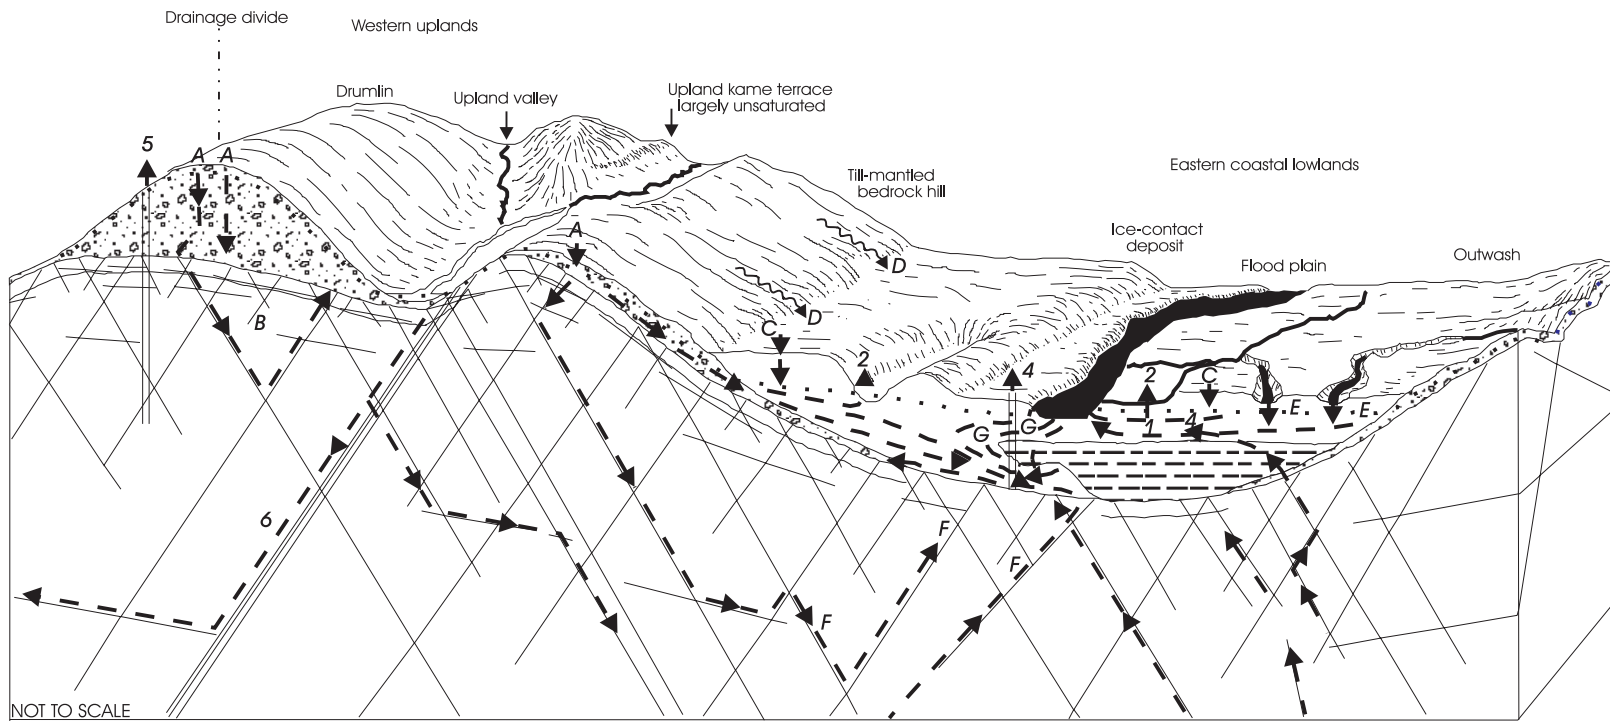 Drainage divide
Western uplands
Drumlin
Upland valley
Upland kame terrace
largely unsaturated
5
A
A
Eastern coastal lowlands
Till-mantled
bedrock hill
Ice-contact
deposit
Flood plain
Outwash
A
D
D
B
C
2
4
2
C
E
E
G
G
1
4
6
F
F
F
NOT TO SCALE